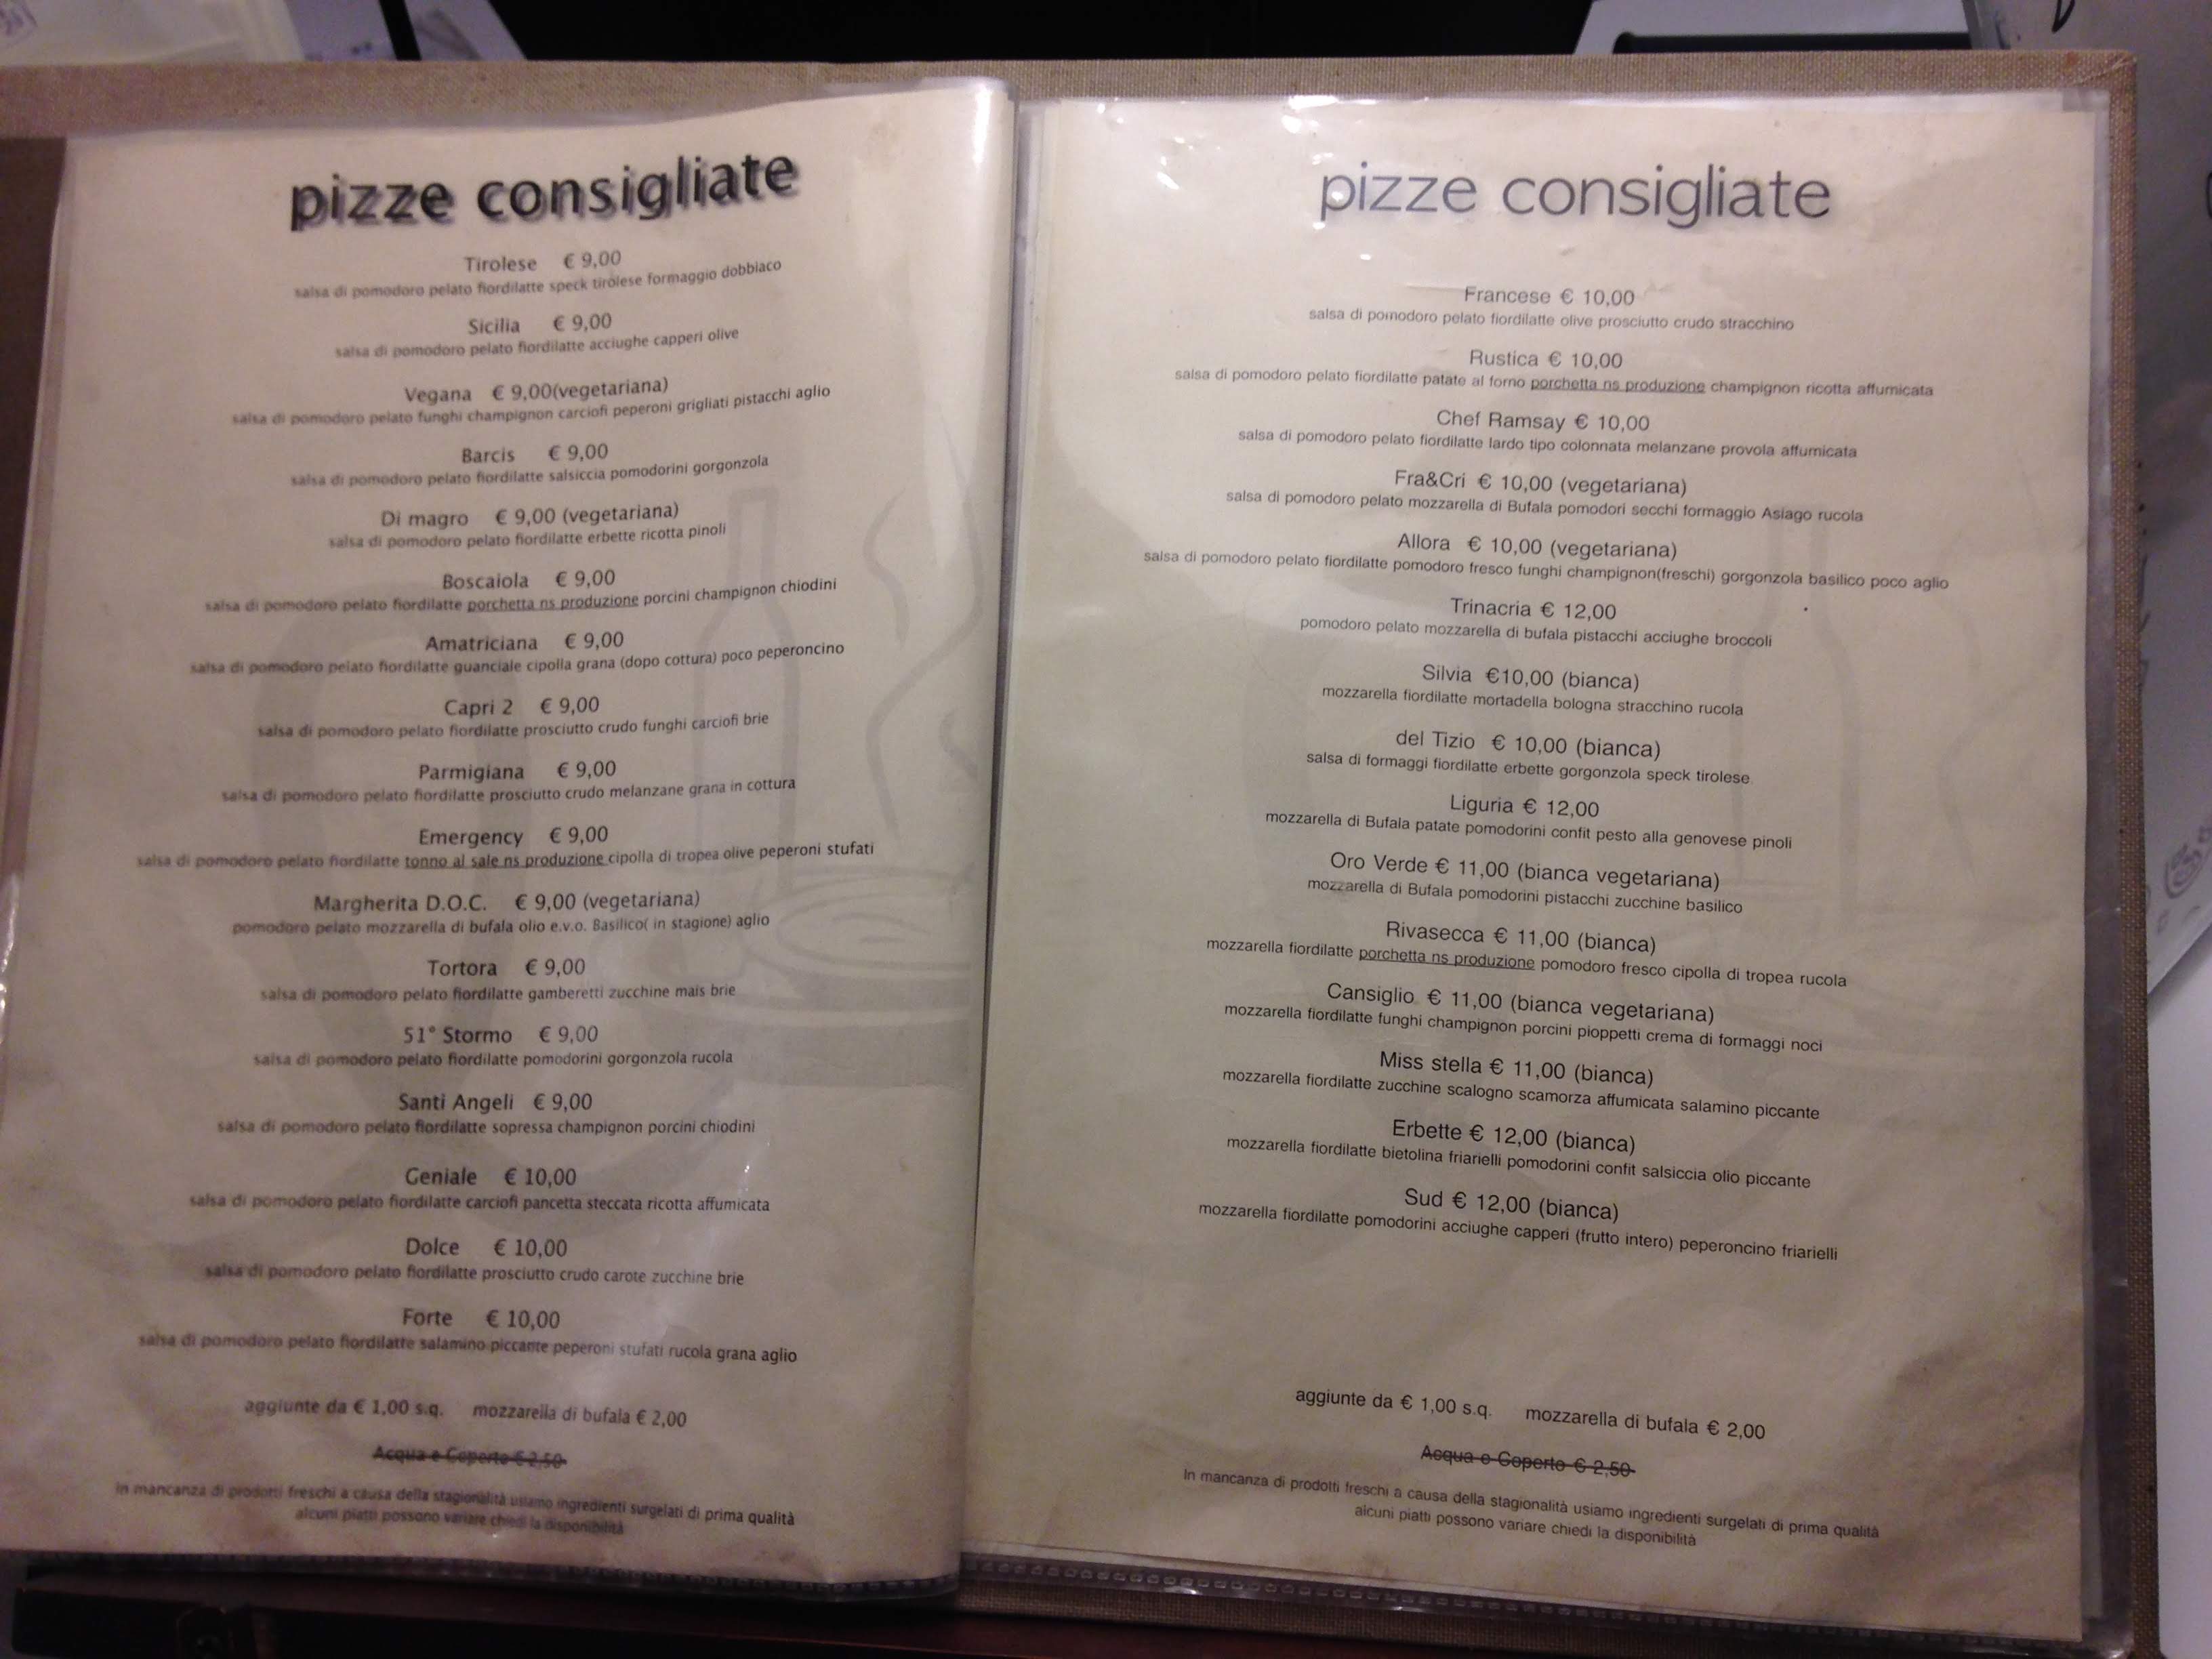 pizze consigliate
Tirolese € 9,00
salsa di pomodoro pelato fiordilatte speck tirolese formaggio dobbiaco
Sicilia € 9,00
salsa di pomodoro pelato fiordilatte acciughe capperi olive
Vegana € 9,00(vegetariana)
salsa di pomodoro pelato funghi champignon carciofi peperoni grigliati pistacchi aglio
Barcis € 9,00
salsa di pomodoro pelato fiordilatte salsiccia pomodorini gorgonzola
Di magro € 9,00 (vegetariana)
salsa di pomodoro pelato fiordilatte erbette ricotta pinoli
Boscaiola € 9,00
salsa di pomodoro pelato fiordilatte porchetta ns produzione porcini champignon chiodini
Amatriciana € 9,00
salsa di pomodoro pelato fiordilatte guanciale cipolla grana (dopo cottura) poco peperoncino
Capri 2 € 9,00
salsa di pomodoro pelato fiordilatte prosciutto crudo funghi carciofi brie
Parmigiana € 9,00
salsa di pomodoro pelato fiordilatte prosciutto crudo melanzane grana in cottura
Emergency € 9,00
salsa di pomodoro pelato fiordilatte tonno al sale ns produzione cipolla di tropea olive peperoni stufati
Margherita D.O.C. € 9,00 (vegetariana)
pomodoro pelato mozzarella di bufala olio e.v.o. Basilico( in stagione) aglio
Tortora € 9,00
salsa di pomodoro pelato fiordilatte gamberetti zucchine mais brie
51° Stormo € 9,00
salsa di pomodoro pelato fiordilatte pomodorini gorgonzola rucola
Santi Angeli € 9,00
salsa di pomodoro pelato fiordilatte sopressa champignon porcini chiodini
Geniale € 10,00
salsa di pomodoro pelato fiordilatte carciofi pancetta steccata ricotta affumicata
Dolce € 10,00
salsa di pomodoro pelato fiordilatte prosciutto crudo carote zucchine brie
Forte € 10,00
salsa di pomodoro pelato fiordilatte salamino piccante peperoni stufati rucola grana aglio
aggiunte da € 1,00 s.q. mozzarella di bufala € 2,00
Acqua e Coperto € 2,50
In mancanza di prodotti freschi a causa della stagionalità usiamo ingredienti surgelati di prima qualità
alcuni piatti possono variare chiedi la disponibilità
pizze consigliate
Francese € 10,00
salsa di pomodoro pelato fiordilatte olive prosciutto crudo stracchino
Rustica € 10,00
salsa di pomodoro pelato fiordilatte patate al forno porchetta ns produzione champignon ricotta affumicata
Chef Ramsay € 10,00
salsa di pomodoro pelato fiordilatte lardo tipo colonnata melanzane provola affumicata
Fra&Cri € 10,00 (vegetariana)
salsa di pomodoro pelato mozzarella di Bufala pomodori secchi formaggio Asiago rucola
Allora € 10,00 (vegetariana)
salsa di pomodoro pelato fiordilatte pomodoro fresco funghi champignon(freschi) gorgonzola basilico poco aglio
Trinacria € 12,00
pomodoro pelato mozzarella di bufala pistacchi acciughe broccoli
Silvia €10,00 (bianca)
mozzarella fiordilatte mortadella bologna stracchino rucola
del Tizio € 10,00 (bianca)
salsa di formaggi fiordilatte erbette gorgonzola speck tirolese
Liguria € 12,00
mozzarella di Bufala patate pomodorini confit pesto alla genovese pinoli
Oro Verde € 11,00 (bianca vegetariana)
mozzarella di Bufala pomodorini pistacchi zucchine basilico
Rivasecca € 11,00 (bianca)
mozzarella fiordilatte porchetta ns produzione pomodoro fresco cipolla di tropea rucola
Cansiglio € 11,00 (bianca vegetariana)
mozzarella fiordilatte funghi champignon porcini pioppetti crema di formaggi noci
Miss stella € 11,00 (bianca)
mozzarella fiordilatte zucchine scalogno scamorza affumicata salamino piccante
Erbette € 12,00 (bianca)
mozzarella fiordilatte bietolina friarielli pomodorini confit salsiccia olio piccante
Sud € 12,00 (bianca)
mozzarella fiordilatte pomodorini acciughe capperi (frutto intero) peperoncino friarielli
aggiunte da € 1,00 s.q. mozzarella di bufala € 2,00
Acqua e Coperto € 2,50
In mancanza di prodotti freschi a causa della stagionalità usiamo ingredienti surgelati di prima qualità
alcuni piatti possono variare chiedi la disponibilità